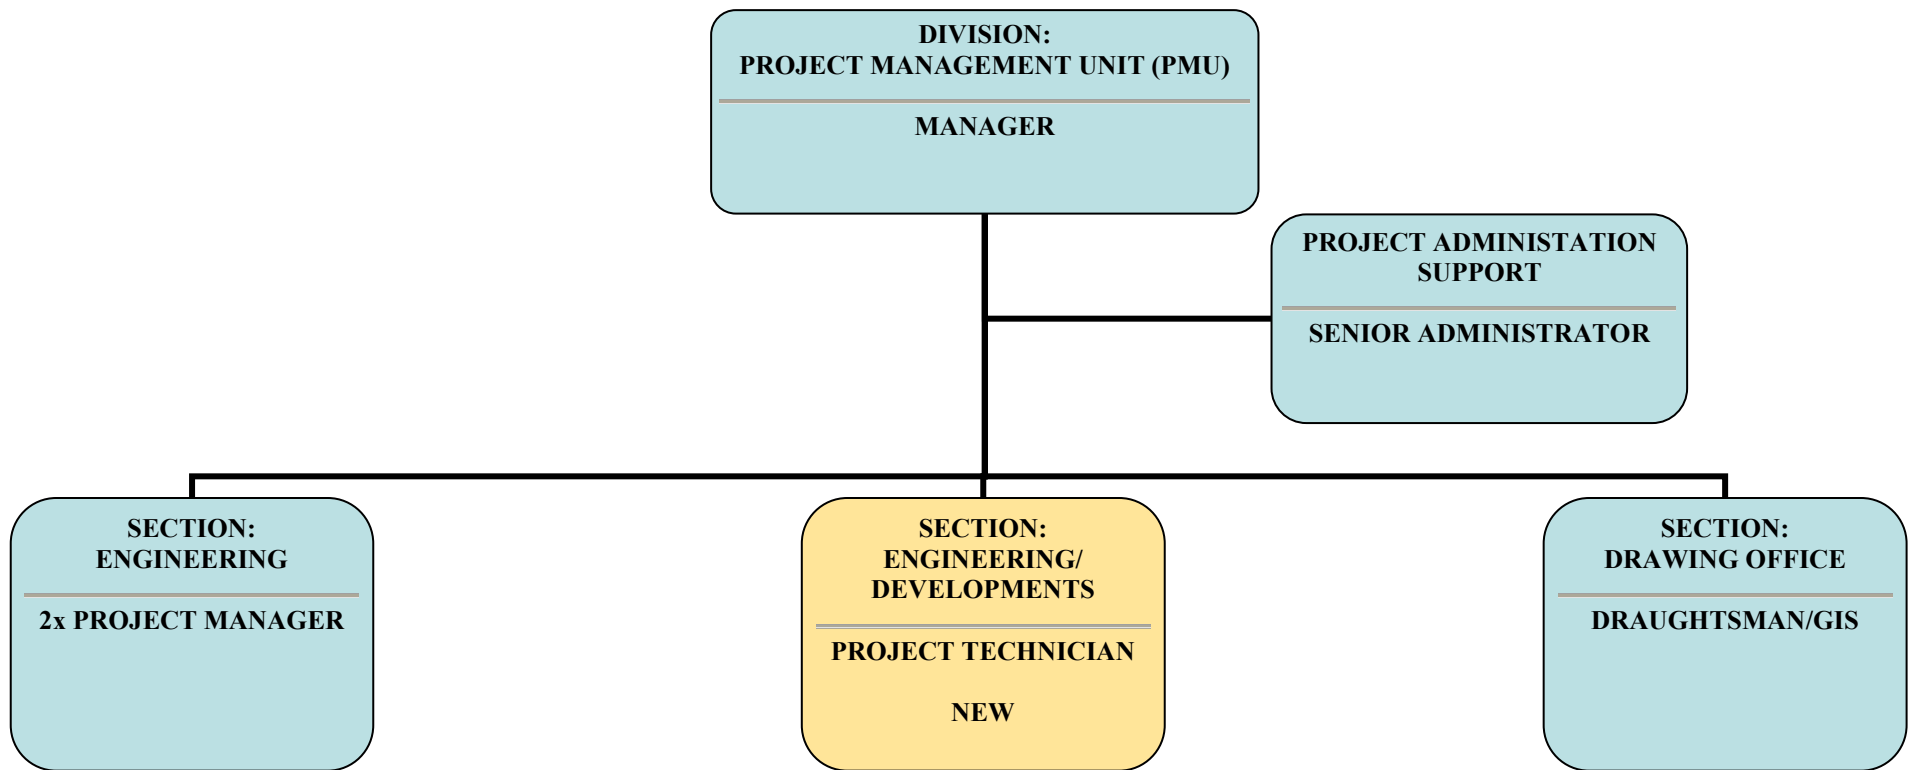 DIVISION:
PROJECT MANAGEMENT UNIT (PMU)
MANAGER
PROJECT ADMINISTATION
SUPPORT
SENIOR ADMINISTRATOR
SECTION:
ENGINEERING
2x PROJECT MANAGER
SECTION:
ENGINEERING/
DEVELOPMENTS
PROJECT TECHNICIAN
NEW
SECTION:
DRAWING OFFICE
DRAUGHTSMAN/GIS